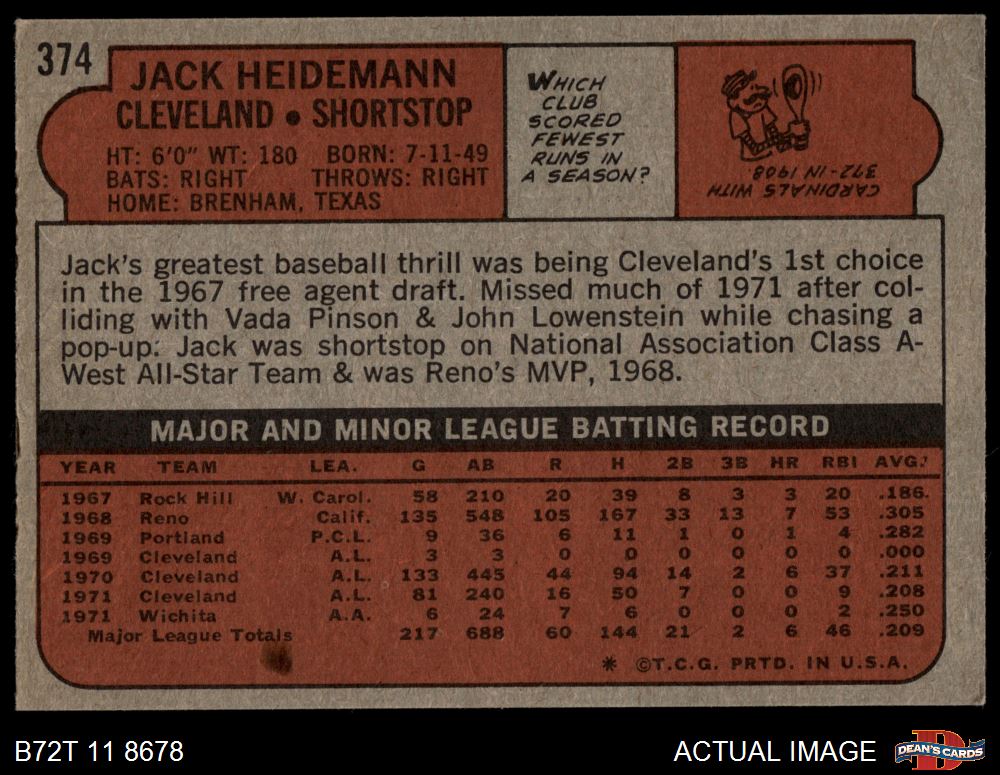 374
JACK HEIDEMANN
CLEVELAND • SHORTSTOP
HT: 6'0" WT: 180 BORN: 7-11-49
BATS: RIGHT THROWS: RIGHT
HOME: BRENHAM, TEXAS
WHICH
CLUB
SCORED
FEWEST
RUNS IN
A SEASON?
CARDINALS WITH
372 - IN 1908.
Jack's greatest baseball thrill was being Cleveland's 1st choice
in the 1967 free agent draft. Missed much of 1971 after col-
liding with Vada Pinson & John Lowenstein while chasing a
pop-up: Jack was shortstop on National Association Class A-
West All-Star Team & was Reno's MVP, 1968.
MAJOR AND MINOR LEAGUE BATTING RECORD
YEAR TEAM LEA. G AB R H 2B 3B HR RBI AVG.
1967 Rock Hill W. Carol. 58 210 20 39 8 3 3 20 .186
1968 Reno Calif. 135 548 105 167 33 13 7 53 .305
1969 Portland P.C.L. 9 36 6 11 1 0 1 4 .282
1969 Cleveland A.L. 3 3 0 0 0 0 0 0 .000
1970 Cleveland A.L. 133 445 44 94 14 2 6 37 .211
1971 Cleveland A.L. 81 240 16 50 7 0 0 9 .208
1971 Wichita A.A. 6 24 7 6 0 0 0 2 .250
Major League Totals 217 688 60 144 21 2 6 46 .209
* ©T.C.G. PRTD. IN U.S.A.
B72T 11 8678
ACTUAL IMAGE
DEAN'S CARDS